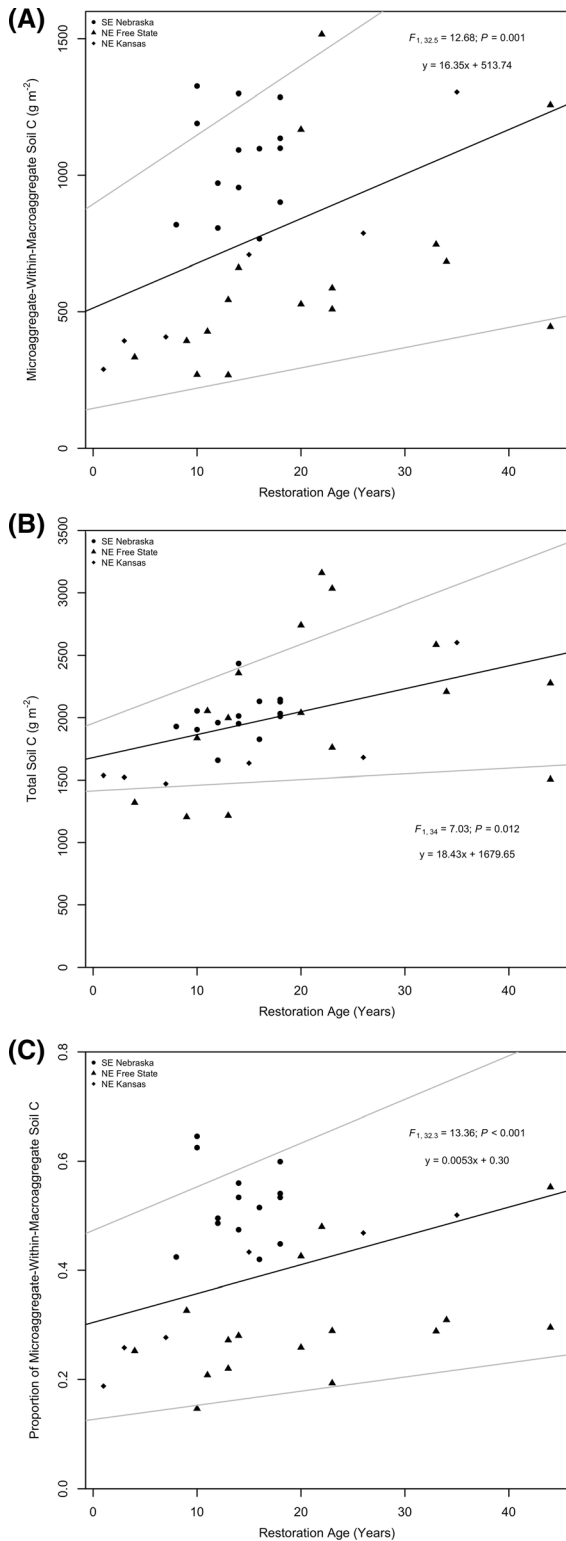 (A)
SE Nebraska
NE Free State
NE Kansas
F1, 32.5 = 12.68; P = 0.001
y = 16.35x + 513.74
Microaggregate-Within-Macroaggregate Soil C (g m-2)
1500
1000
500
0
0 10 20 30 40
Restoration Age (Years)
(B)
SE Nebraska
NE Free State
NE Kansas
Total Soil C (g m-2)
3500
3000
2500
2000
1500
1000
500
0
F1, 34 = 7.03; P = 0.012
y = 18.43x + 1679.65
0 10 20 30 40
Restoration Age (Years)
(C)
SE Nebraska
NE Free State
NE Kansas
F1, 32.3 = 13.36; P < 0.001
y = 0.0053x + 0.30
Proportion of Microaggregate-Within-Macroaggregate Soil C
0.8
0.6
0.4
0.2
0.0
0 10 20 30 40
Restoration Age (Years)